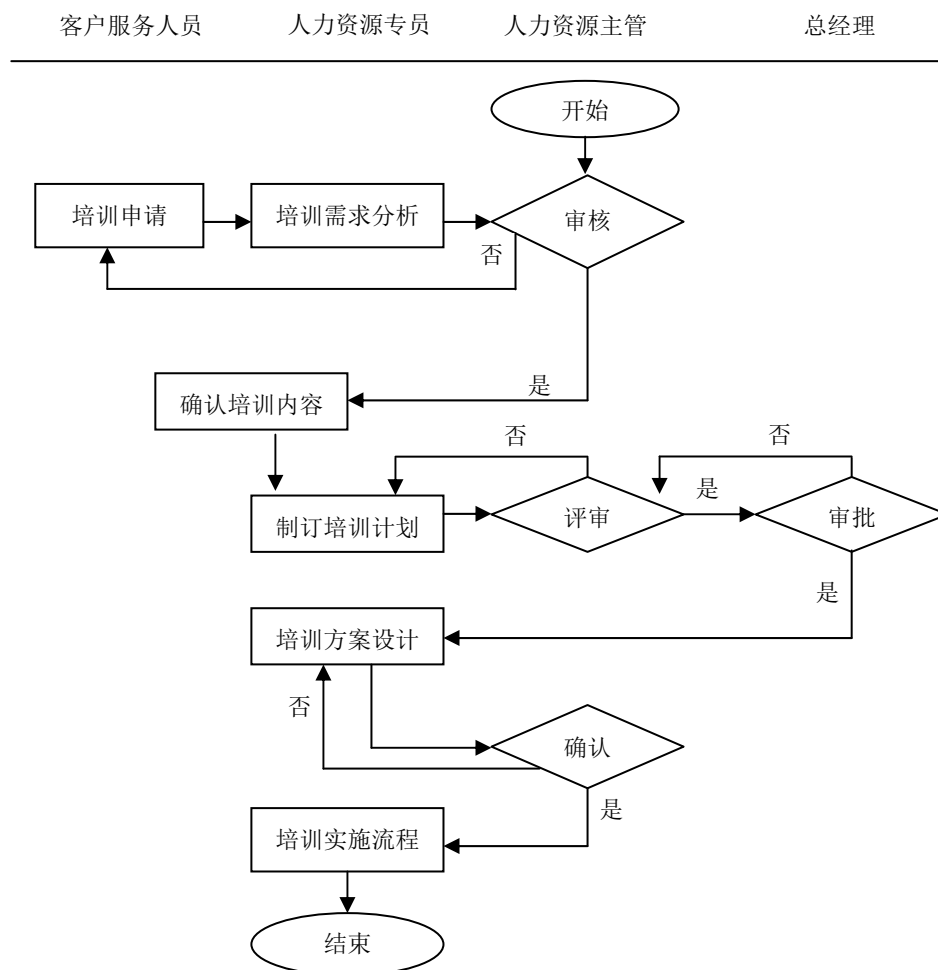 客户服务人员 人力资源专员 人力资源主管 总经理
开始
培训申请 培训需求分析 审核
否
是
确认培训内容
否 否
制订培训计划 评审 是 审批
是
培训方案设计
否
确认
是
培训实施流程
结束